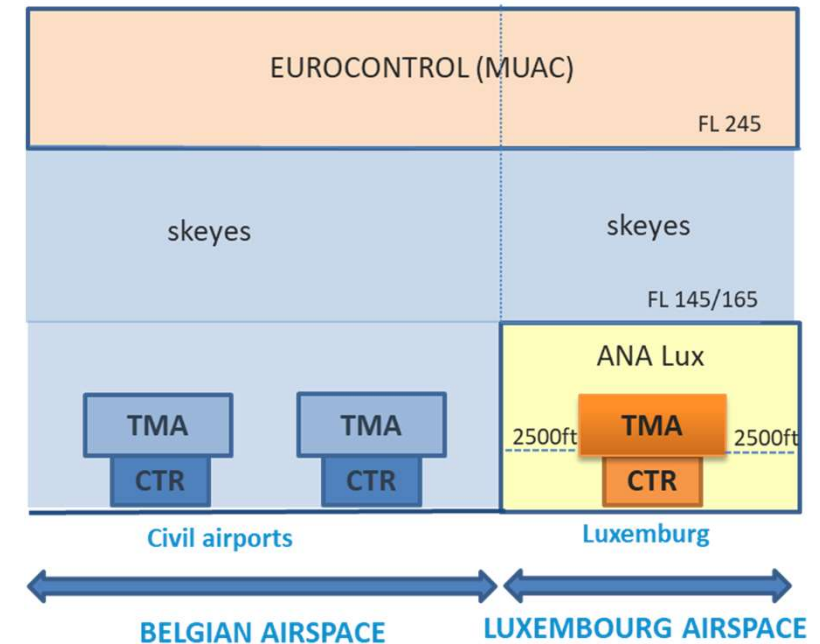 EUROCONTROL (MUAC)
FL 245
skeyes
skeyes
FL 145/165
ANA Lux
TMA
TMA
2500ft
TMA
2500ft
CTR
CTR
CTR
Civil airports
Luxemburg
BELGIAN AIRSPACE
LUXEMBOURG AIRSPACE